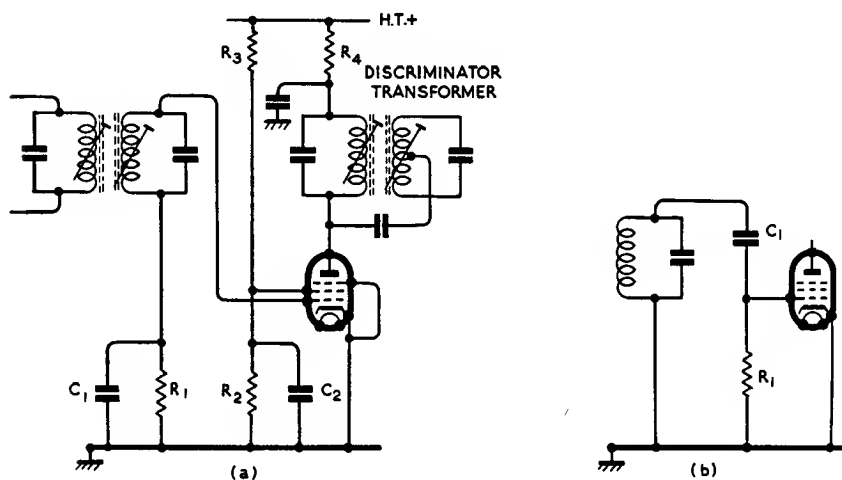 H.T.+
R3
R4
DISCRIMINATOR
TRANSFORMER
C1
R1
R2
C2
(a)
C1
R1
(b)